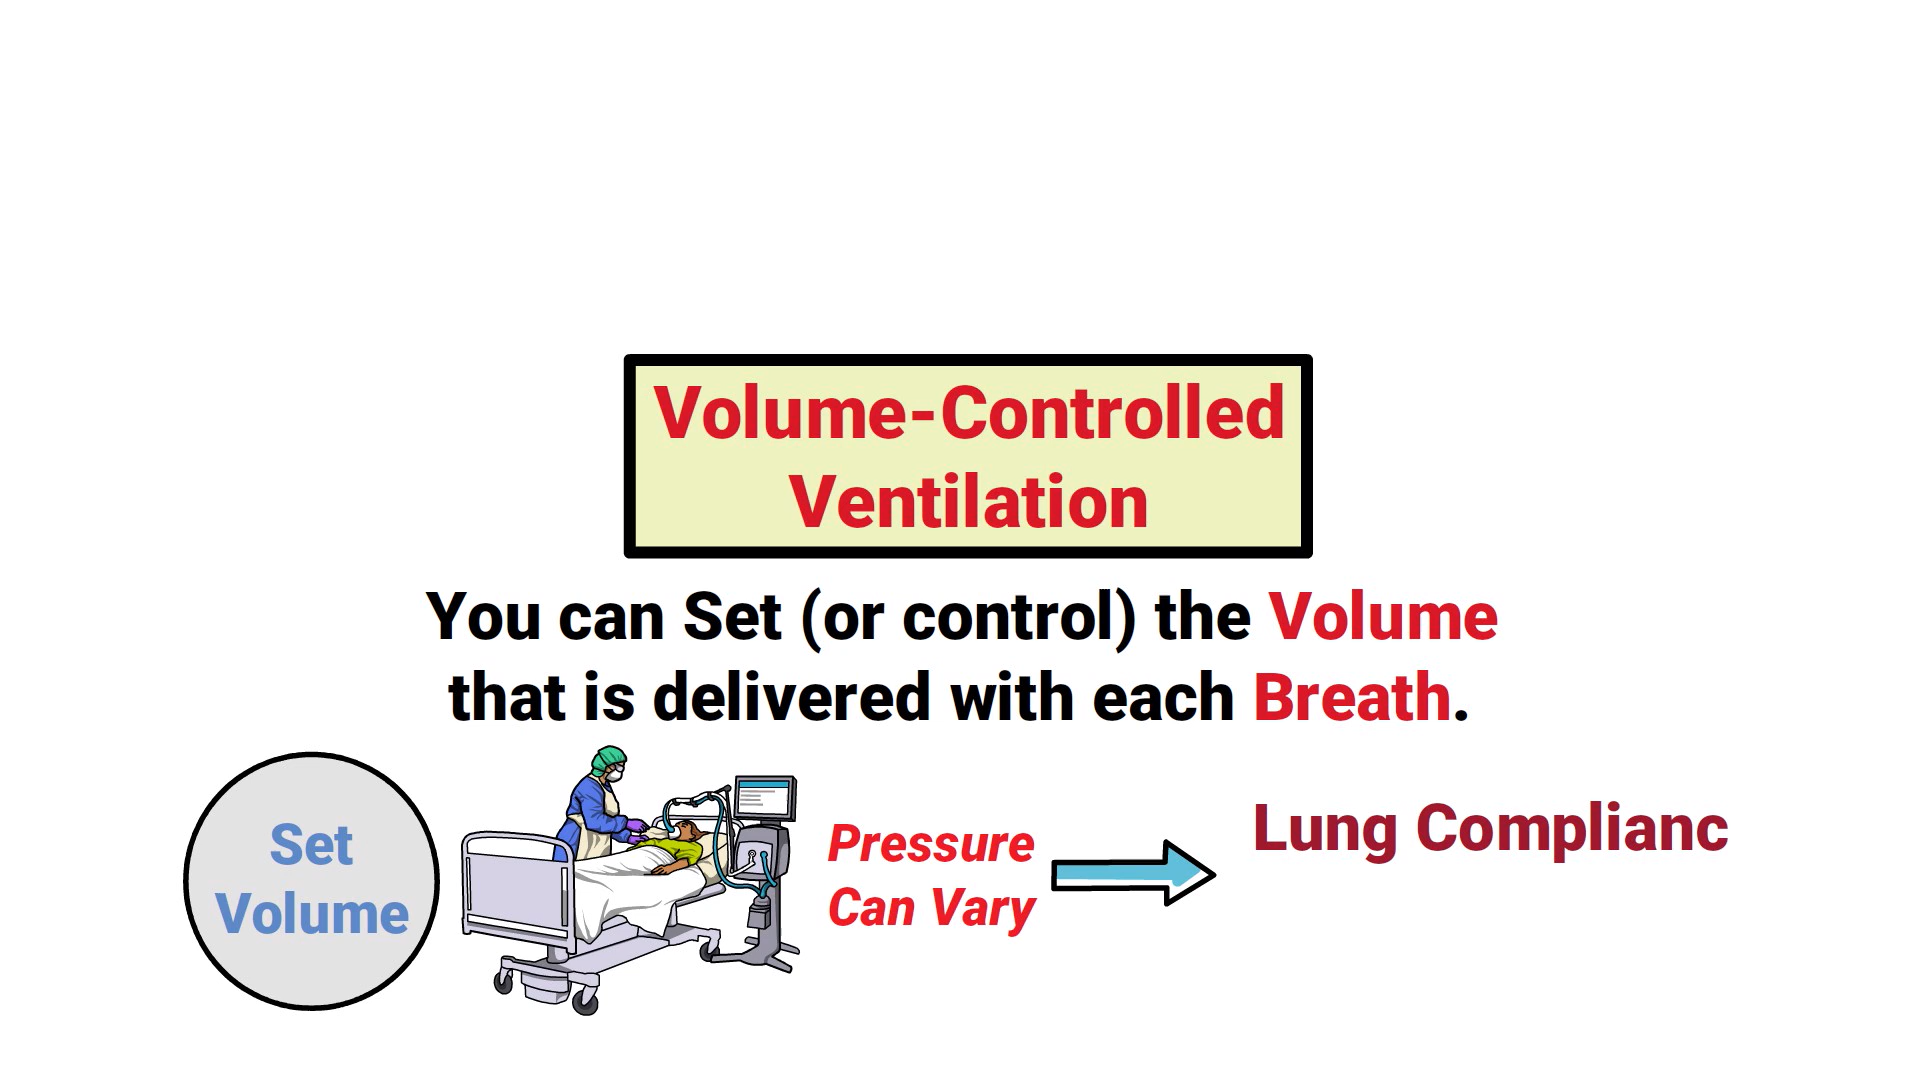 Volume-Controlled
Ventilation
You can Set (or control) the Volume
that is delivered with each Breath.
Set
Volume
Pressure
Can Vary
Lung Complianc